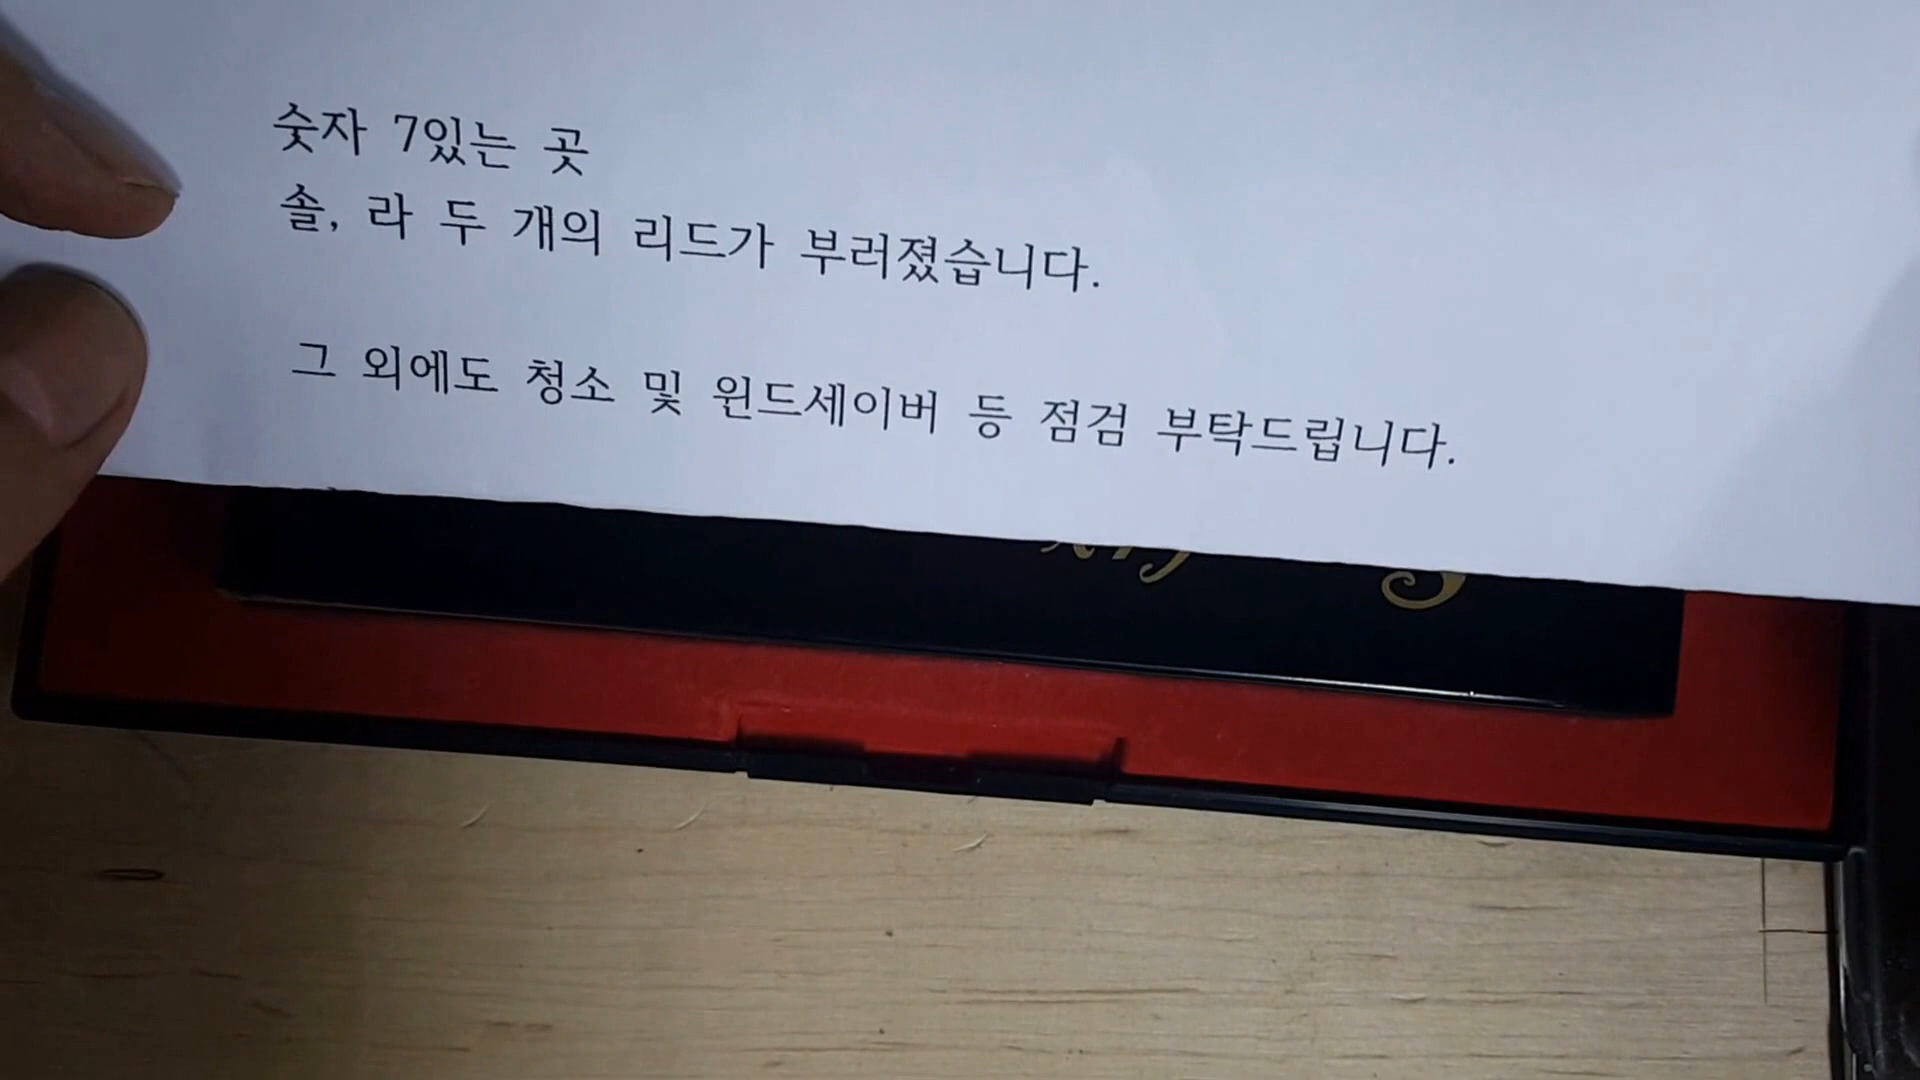 숫자 7있는 곳
솔, 라 두 개의 리드가 부러졌습니다.
그 외에도 청소 및 윈드세이버 등 점검 부탁드립니다.